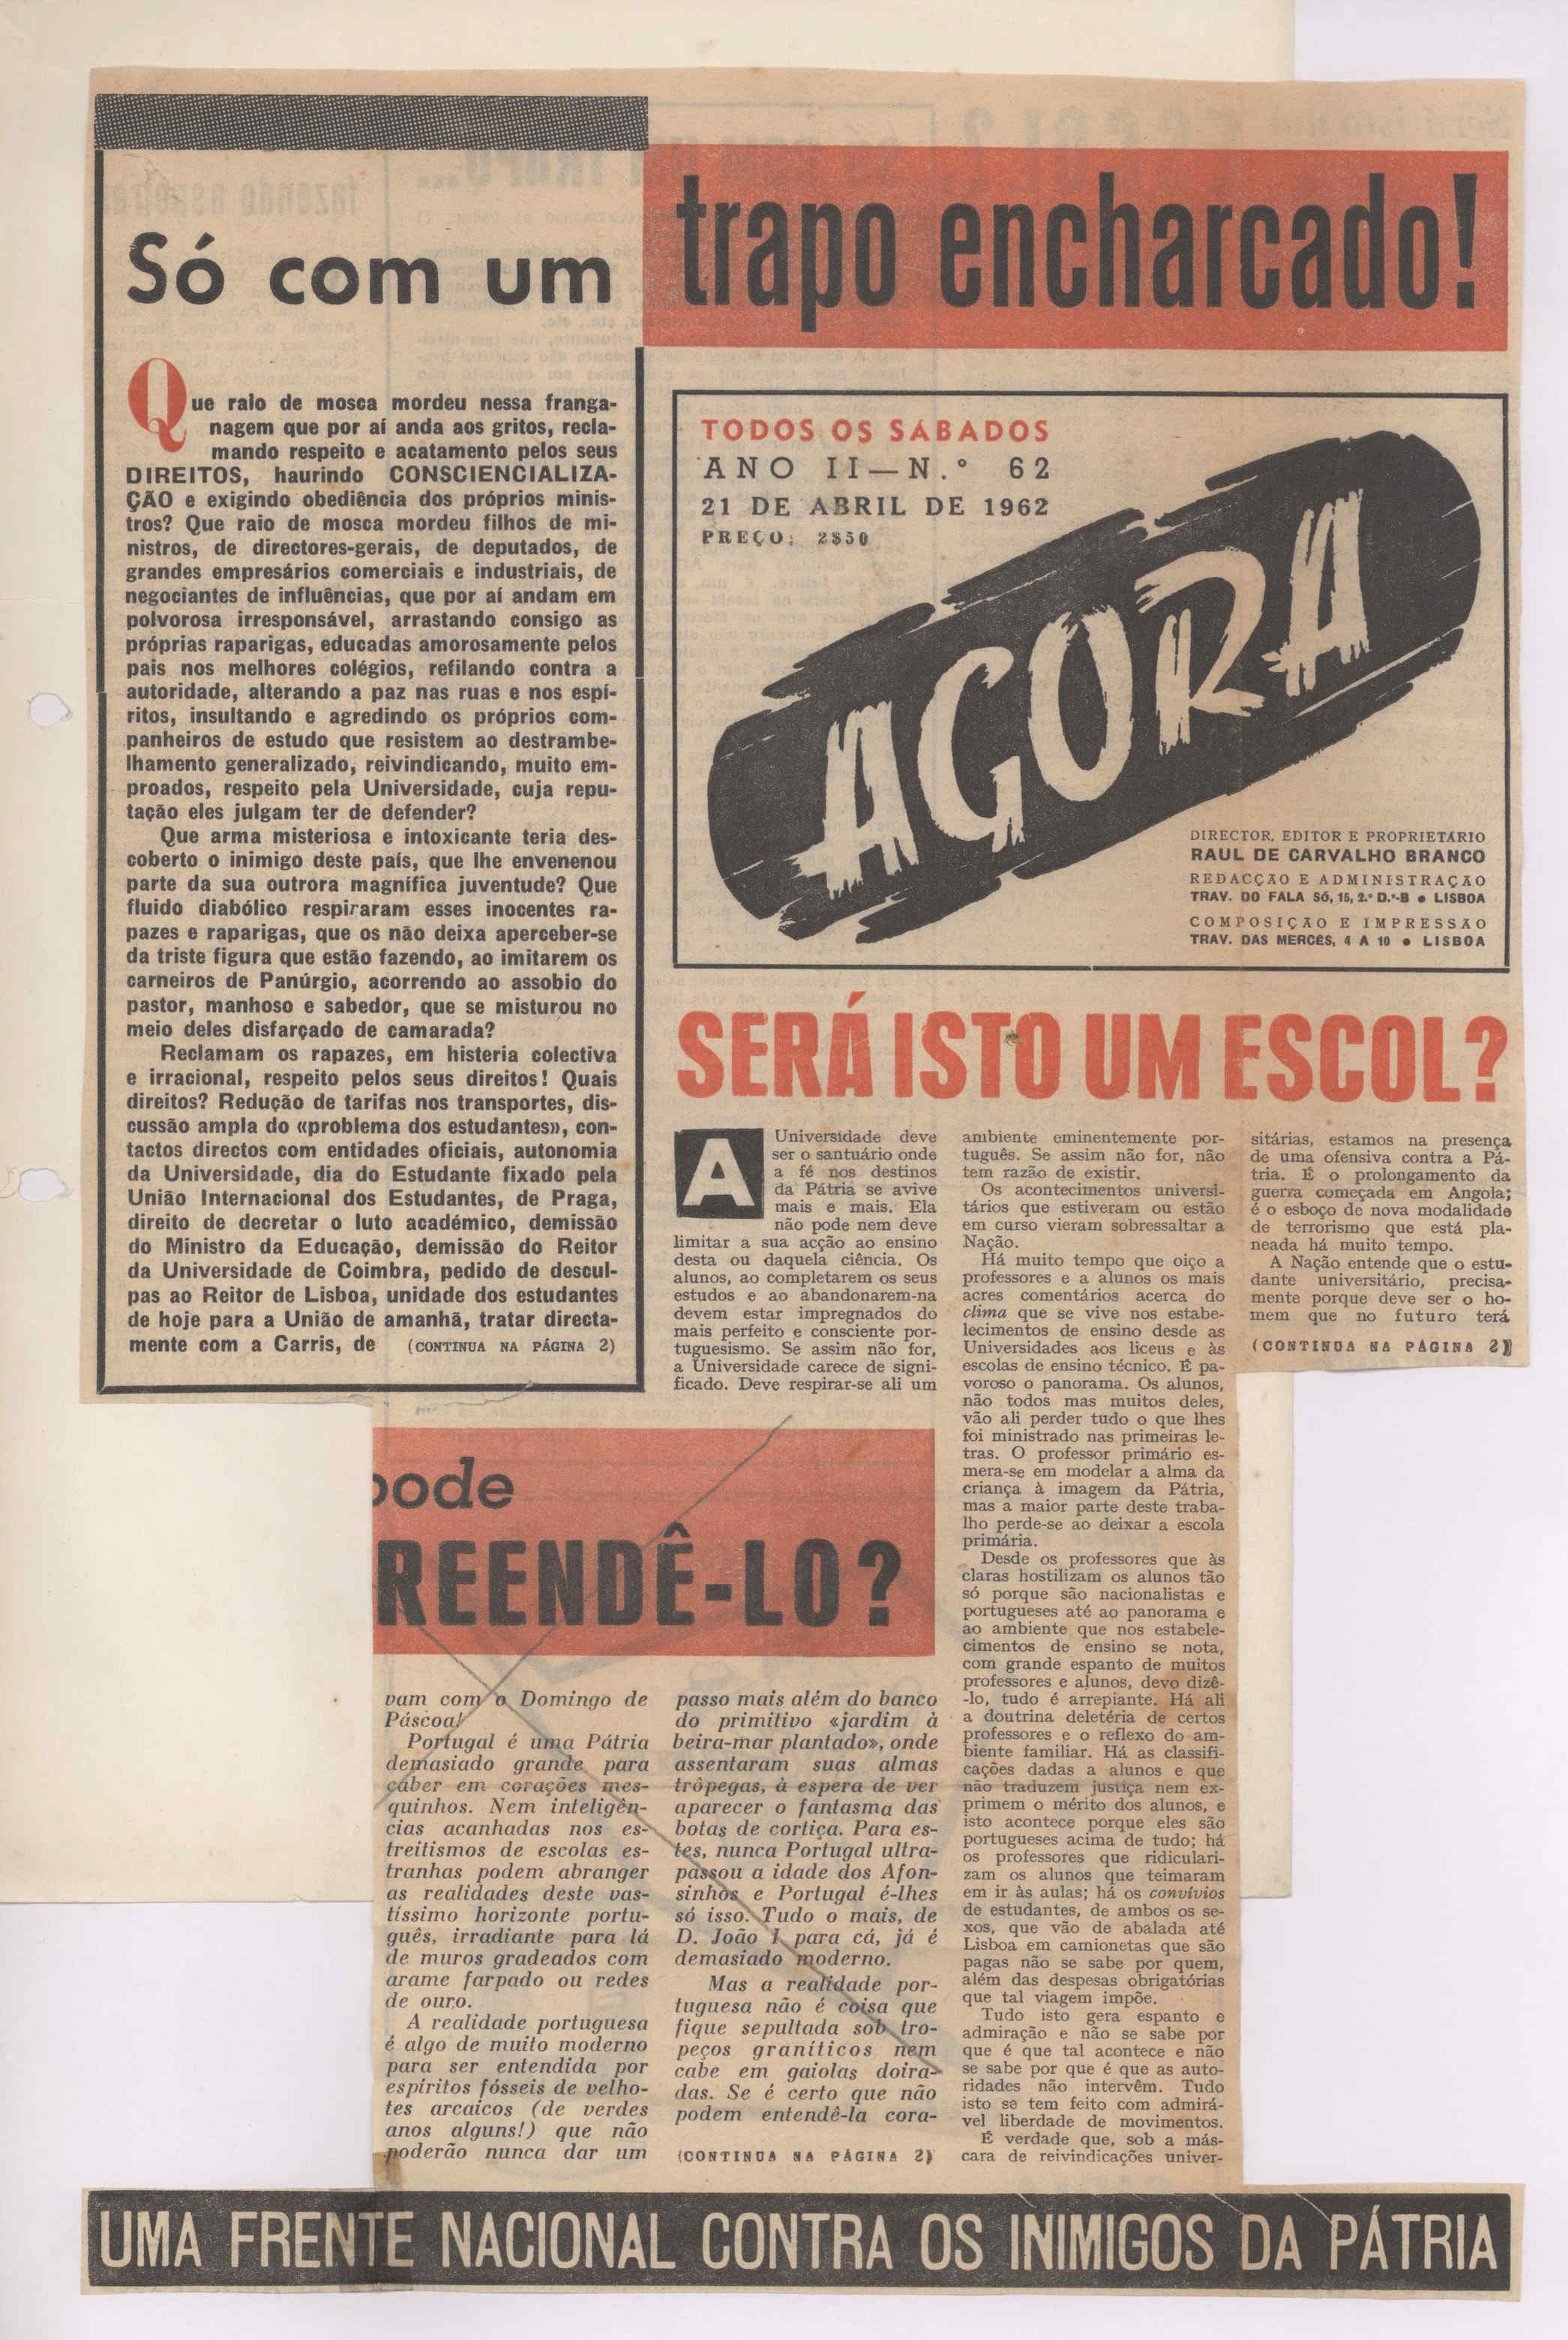 Só com um
trapo encharcado!
Que raio de mosca mordeu nessa franga-
nagem que por aí anda aos gritos, recla-
mando respeito e acatamento pelos seus
DIREITOS, haurindo CONSCIENCIALIZA-
ÇÃO e exigindo obediência dos próprios minis-
tros? Que raio de mosca mordeu filhos de mi-
nistros, de directores-gerais, de deputados, de
grandes empresários comerciais e industriais, de
negociantes de influências, que por aí andam em
polvorosa irresponsável, arrastando consigo as
próprias raparigas, educadas amorosamente pelos
pais nos melhores colégios, refilando contra a
autoridade, alterando a paz nas ruas e nos espí-
ritos, insultando e agredindo os próprios com-
panheiros de estudo que resistem ao destrambe-
lhamento generalizado, reivindicando, muito em-
proados, respeito pela Universidade, cuja repu-
tação eles julgam ter de defender?
Que arma misteriosa e intoxicante teria des-
coberto o inimigo deste país, que lhe envenenou
parte da sua outrora magnífica juventude? Que
fluido diabólico respiraram esses inocentes ra-
pazes e raparigas, que os não deixa aperceber-se
da triste figura que estão fazendo, ao imitarem os
carneiros de Panúrgio, acorrendo ao assobio do
pastor, manhoso e sabedor, que se misturou no
meio deles disfarçado de camarada?
Reclamam os rapazes, em histeria colectiva
e irracional, respeito pelos seus direitos! Quais
direitos? Redução de tarifas nos transportes, dis-
cussão ampla do «problema dos estudantes», con-
tactos directos com entidades oficiais, autonomia
da Universidade, dia do Estudante fixado pela
União Internacional dos Estudantes, de Praga,
direito de decretar o luto académico, demissão
do Ministro da Educação, demissão do Reitor
da Universidade de Coimbra, pedido de descul-
pas ao Reitor de Lisboa, unidade dos estudantes
de hoje para a União de amanhã, tratar directa-
mente com a Carris, de (CONTINUA NA PÁGINA 2)
TODOS OS SÁBADOS
ANO II—N.º 62
21 DE ABRIL DE 1962
PREÇO: 2$50
AGORA
DIRECTOR, EDITOR E PROPRIETÁRIO
RAUL DE CARVALHO BRANCO
REDACÇÃO E ADMINISTRAÇÃO
TRAV. DO FALA SÓ, 15, 2.º D.º-B • LISBOA
COMPOSIÇÃO E IMPRESSÃO
TRAV. DAS MERCÊS, 4 A 10 • LISBOA
SERÁ ISTO UM ESCOL?
A Universidade deve
ser o santuário onde
a fé nos destinos
da Pátria se avive
mais e mais. Ela
não pode nem deve
limitar a sua acção ao ensino
desta ou daquela ciência. Os
alunos, ao completarem os seus
estudos e ao abandonarem-na
devem estar impregnados do
mais perfeito e consciente por-
tuguesismo. Se assim não for,
a Universidade carece de signi-
ficado. Deve respirar-se ali um
ambiente eminentemente por-
tuguês. Se assim não for, não
tem razão de existir.
Os acontecimentos universi-
tários que estiveram ou estão
em curso vieram sobressaltar a
Nação.
Há muito tempo que oiço a
professores e a alunos os mais
acres comentários acerca do
clima que se vive nos estabe-
lecimentos de ensino desde as
Universidades aos liceus e às
escolas de ensino técnico. É pa-
voroso o panorama. Os alunos,
não todos mas muitos deles,
vão ali perder tudo o que lhes
foi ministrado nas primeiras le-
tras. O professor primário es-
mera-se em modelar a alma da
criança à imagem da Pátria,
mas a maior parte deste traba-
lho perde-se ao deixar a escola
primária.
Desde os professores que às
claras hostilizam os alunos tão
só porque são nacionalistas e
portugueses até ao panorama e
ao ambiente que nos estabele-
cimentos de ensino se nota,
com grande espanto de muitos
professores e alunos, devo dizê-
-lo, tudo é arrepiante. Há ali
a doutrina deletéria de certos
professores e o reflexo do am-
biente familiar. Há as classifi-
cações dadas a alunos e que
não traduzem justiça nem ex-
primem o mérito dos alunos, e
isto acontece porque eles são
portugueses acima de tudo; há
os professores que ridiculari-
zam os alunos que teimaram
em ir às aulas; há os convívios
de estudantes, de ambos os se-
xos, que vão de abalada até
Lisboa em camionetas que são
pagas não se sabe por quem,
além das despesas obrigatórias
que tal viagem impõe.
Tudo isto gera espanto e
admiração e não se sabe por
que é que tal acontece e não
se sabe por que é que as auto-
ridades não intervêm. Tudo
isto se tem feito com admirá-
vel liberdade de movimentos.
É verdade que, sob a más-
cara de reivindicações univer-
sitárias, estamos na presença
de uma ofensiva contra a Pá-
tria. É o prolongamento da
guerra começada em Angola;
é o esboço de nova modalidade
de terrorismo que está pla-
neada há muito tempo.
A Nação entende que o estu-
dante universitário, precisa-
mente porque deve ser o ho-
mem que no futuro terá
(CONTINUA NA PÁGINA 2)
pode
REENDÊ-LO?
vam com o Domingo de
Páscoa!
Portugal é uma Pátria
demasiado grande para
caber em corações mes-
quinhos. Nem inteligên-
cias acanhadas nos es-
treitismos de escolas es-
tranhas podem abranger
as realidades deste vas-
tíssimo horizonte portu-
guês, irradiante para lá
de muros gradeados com
arame farpado ou redes
de ouro.
A realidade portuguesa
é algo de muito moderno
para ser entendida por
espíritos fósseis de velho-
tes arcaicos (de verdes
anos alguns!) que não
poderão nunca dar um
passo mais além do banco
do primitivo «jardim à
beira-mar plantado», onde
assentaram suas almas
trôpegas, à espera de ver
aparecer o fantasma das
botas de cortiça. Para es-
tes, nunca Portugal ultra-
passou a idade dos Afon-
sinhos e Portugal é-lhes
só isso. Tudo o mais, de
D. João I para cá, já é
demasiado moderno.
Mas a realidade por-
tuguesa não é coisa que
fique sepultada sob tro-
peços graníticos nem
cabe em gaiolas doira-
das. Se é certo que não
podem entendê-la cora-
(CONTINUA NA PÁGINA 2)
UMA FRENTE NACIONAL CONTRA OS INIMIGOS DA PÁTRIA